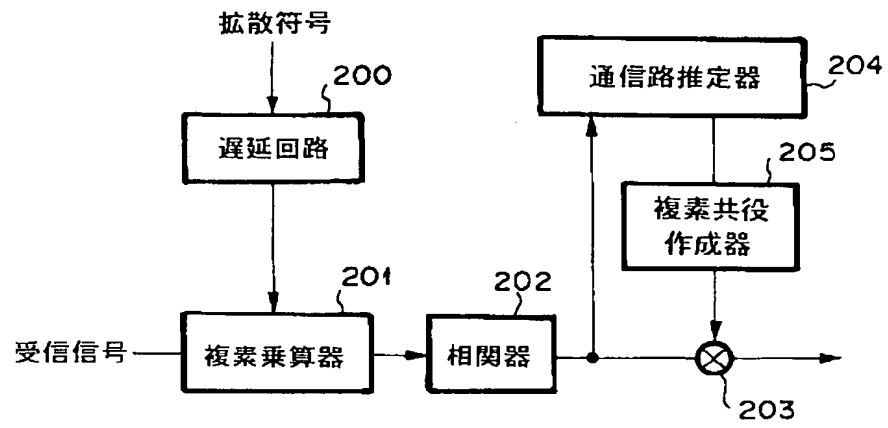 拡散符号
200
遅延回路
通信路推定器
204
205
複素共役
作成器
201
202
受信信号
複素乗算器
相関器
203